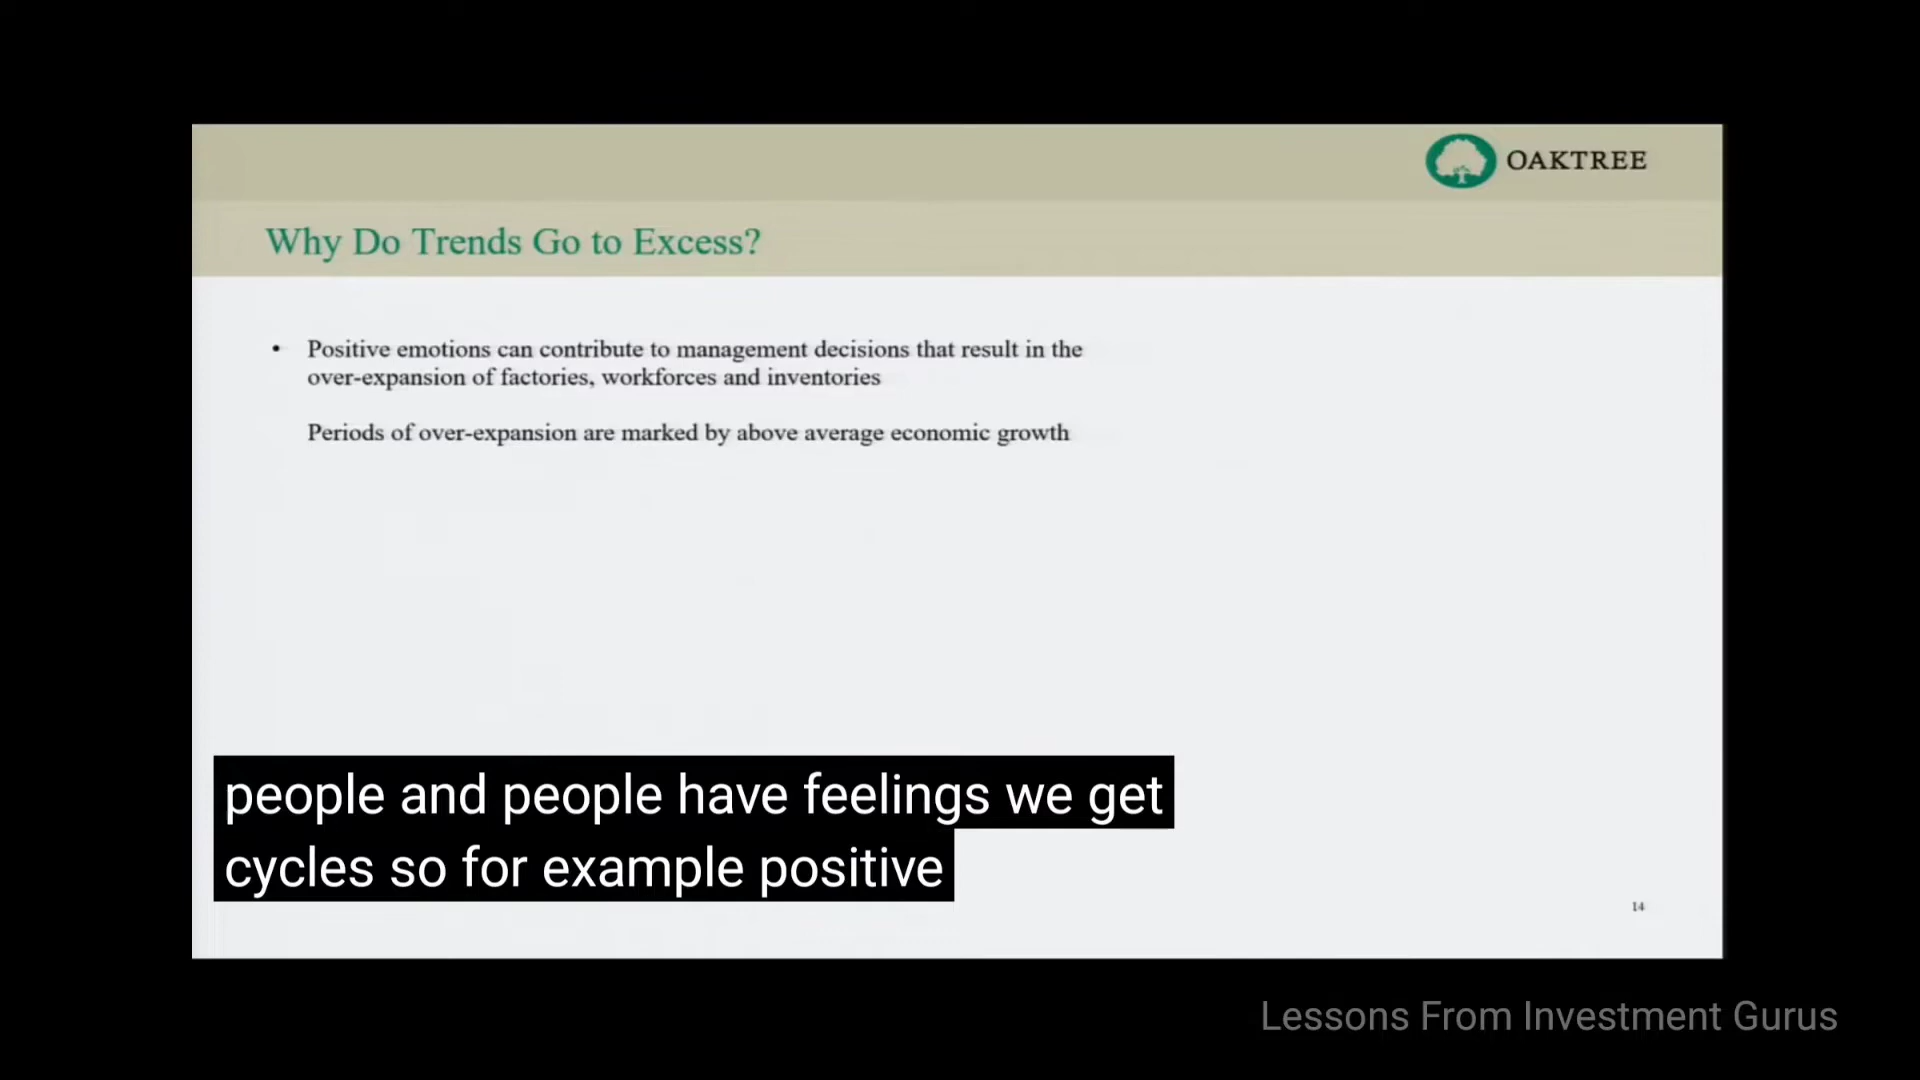 OAKTREE
Why Do Trends Go to Excess?
• Positive emotions can contribute to management decisions that result in the
over-expansion of factories, workforces and inventories
Periods of over-expansion are marked by above average economic growth
people and people have feelings we get
cycles so for example positive
14
Lessons From Investment Gurus